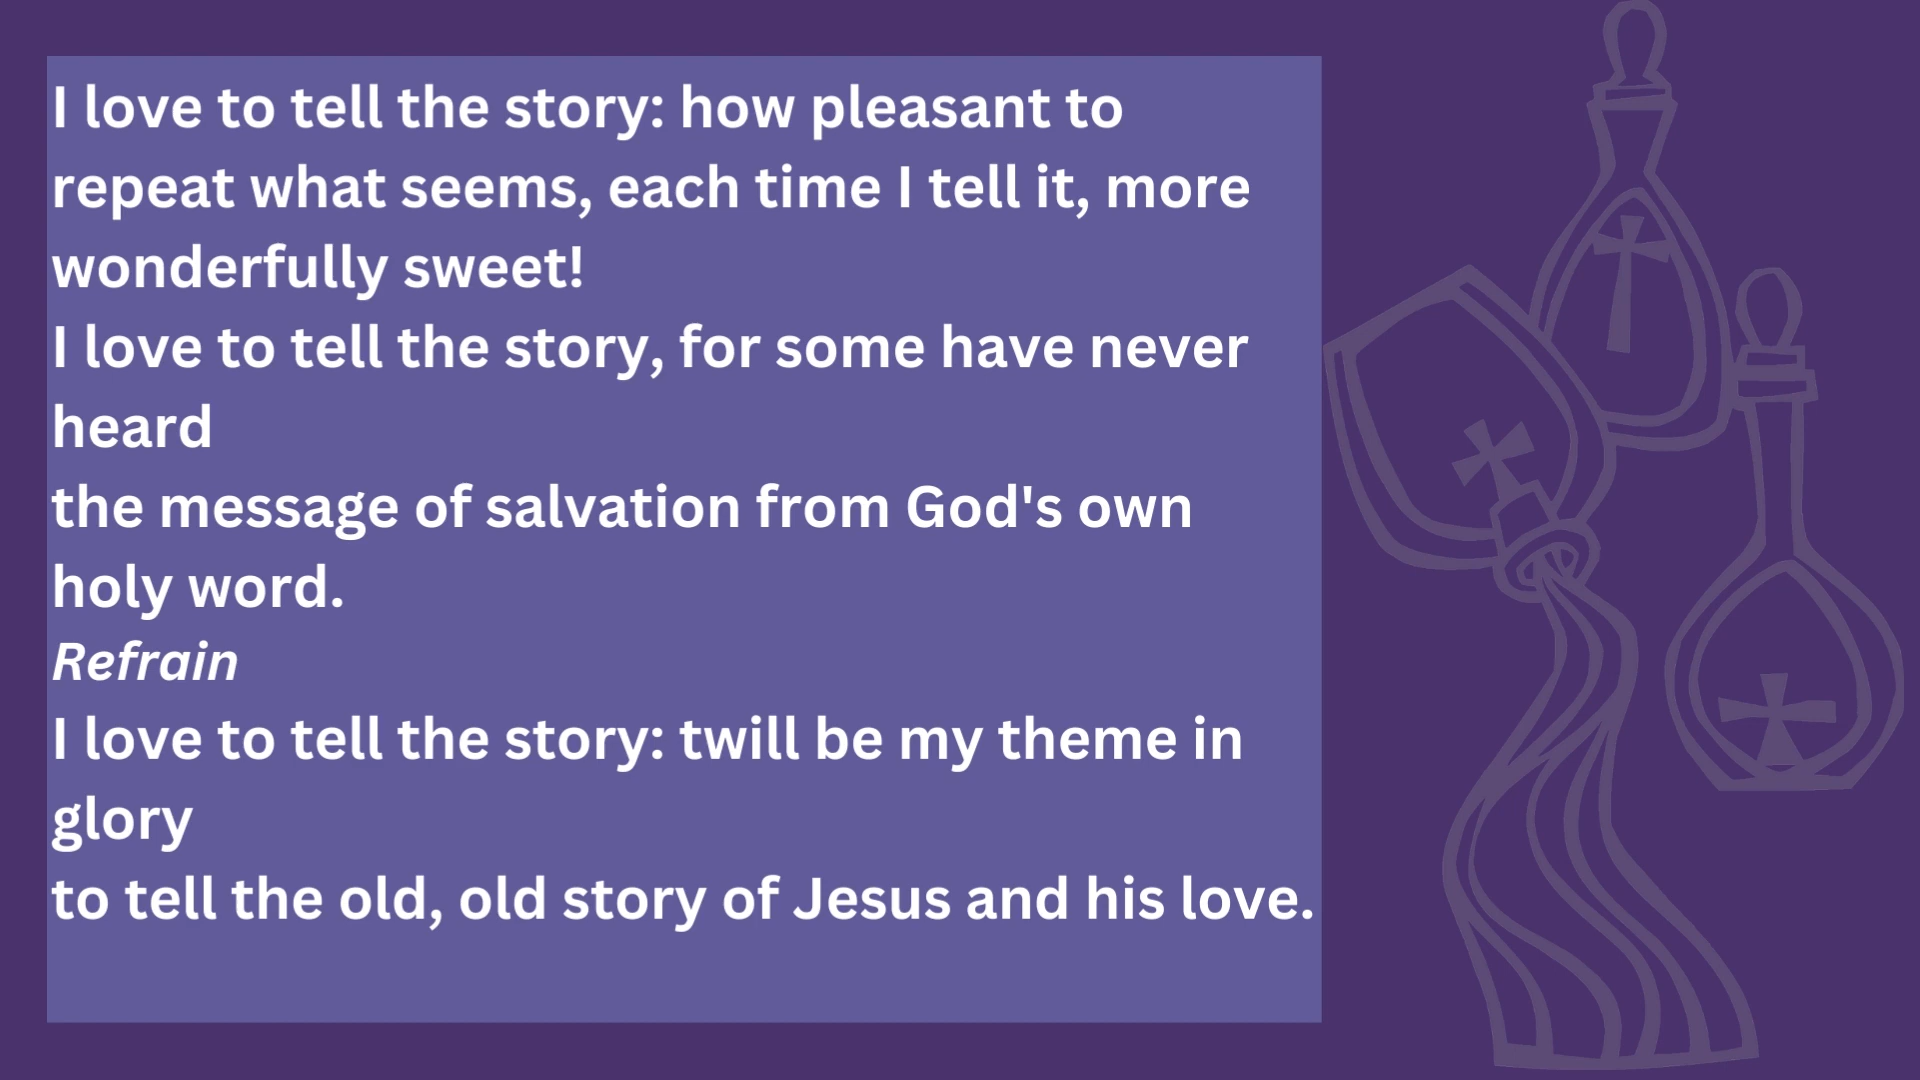 I love to tell the story: how pleasant to
repeat what seems, each time I tell it, more
wonderfully sweet!
I love to tell the story, for some have never
heard
the message of salvation from God's own
holy word.
Refrain
I love to tell the story: twill be my theme in
glory
to tell the old, old story of Jesus and his love.